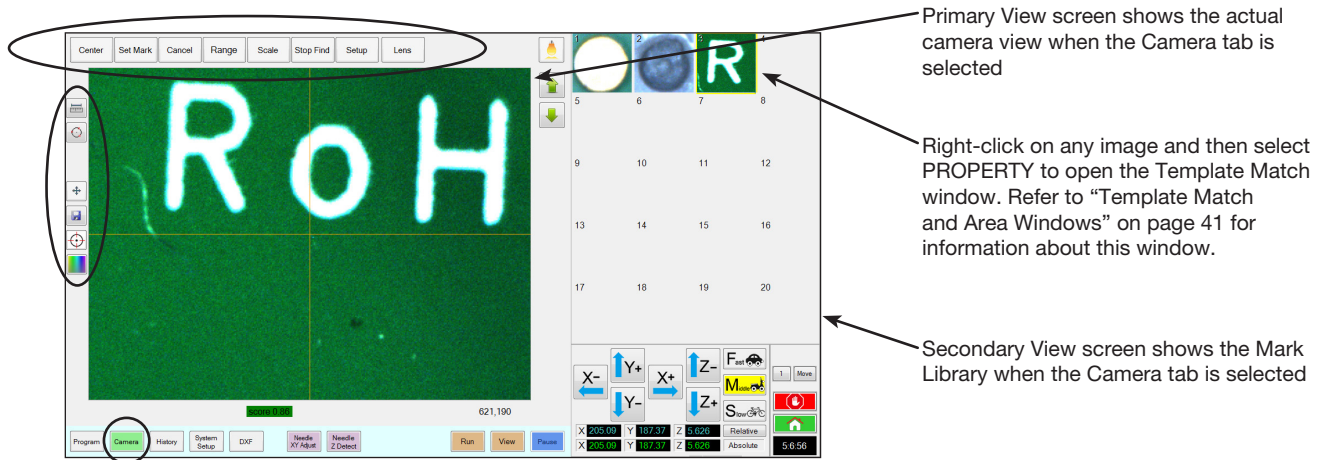 Center Set Mark Cancel Range Scale Stop Find Setup Lens
1 2 3 4
R
R o H
5 6 7 8
9 10 11 12
13 14 15 16
17 18 19 20
score 0.86
621,190
X- Y+ Y- X+ Z- Z+
Fast
Middle
Slow
1 Move
X 205.09 Y 187.37 Z 5.626 Relative
X 205.09 Y 187.37 Z 5.626 Absolute
5:6:56
Program Camera History System Setup DXF Needle XY Adjust Needle Z Detect Run View Pause
Primary View screen shows the actual
camera view when the Camera tab is
selected
Right-click on any image and then select
PROPERTY to open the Template Match
window. Refer to “Template Match
and Area Windows” on page 41 for
information about this window.
Secondary View screen shows the Mark
Library when the Camera tab is selected